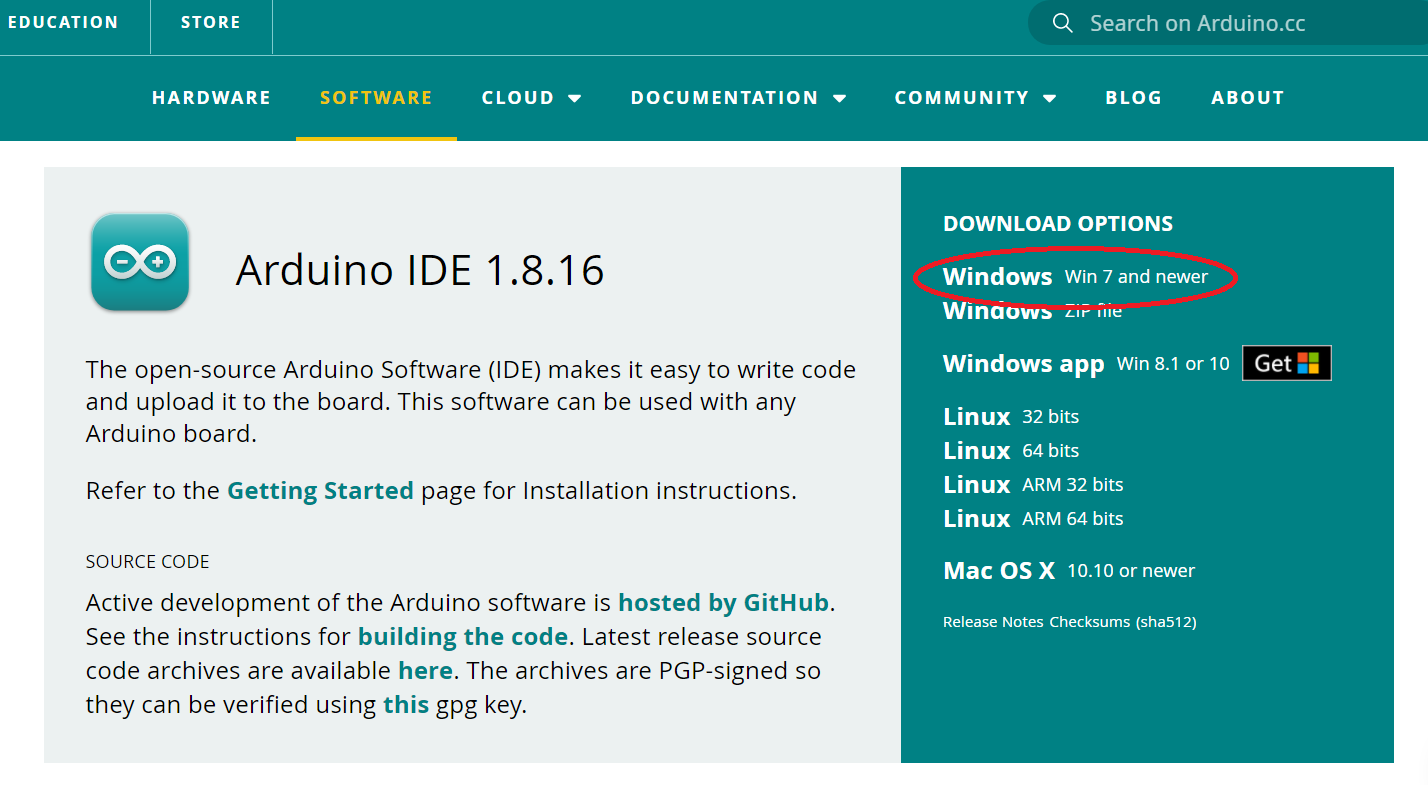 EDUCATION
STORE
Search on Arduino.cc
HARDWARE
SOFTWARE
CLOUD
DOCUMENTATION
COMMUNITY
BLOG
ABOUT
Arduino IDE 1.8.16
The open-source Arduino Software (IDE) makes it easy to write code
and upload it to the board. This software can be used with any
Arduino board.
Refer to the Getting Started page for Installation instructions.
SOURCE CODE
Active development of the Arduino software is hosted by GitHub.
See the instructions for building the code. Latest release source
code archives are available here. The archives are PGP-signed so
they can be verified using this gpg key.
DOWNLOAD OPTIONS
Windows Win 7 and newer
Windows ZIP file
Windows app Win 8.1 or 10 Get
Linux 32 bits
Linux 64 bits
Linux ARM 32 bits
Linux ARM 64 bits
Mac OS X 10.10 or newer
Release Notes Checksums (sha512)